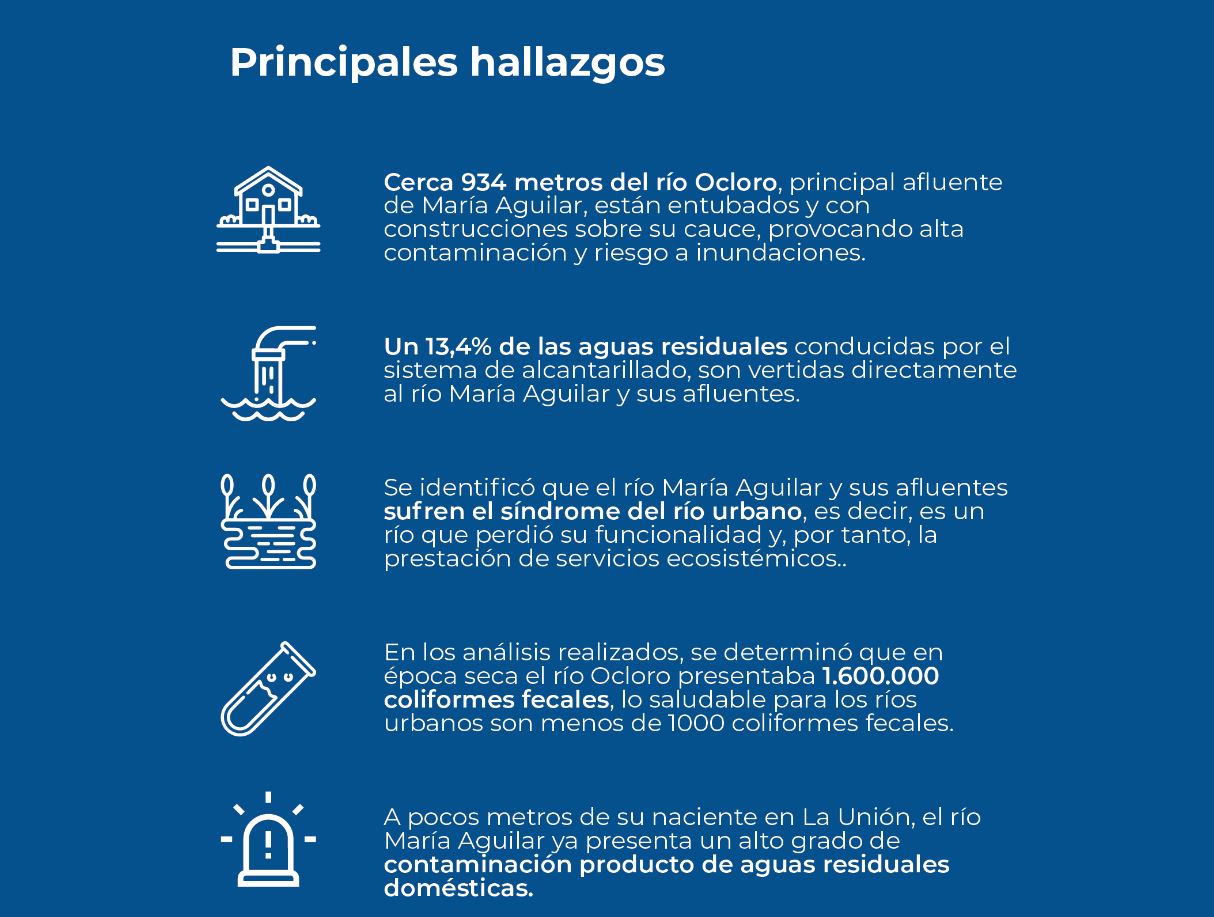 Principales hallazgos
Cerca 934 metros del río Ocloro, principal afluente
de María Aguilar, están entubados y con
construcciones sobre su cauce, provocando alta
contaminación y riesgo a inundaciones.
Un 13,4% de las aguas residuales conducidas por el
sistema de alcantarillado, son vertidas directamente
al río María Aguilar y sus afluentes.
Se identificó que el río María Aguilar y sus afluentes
sufren el síndrome del río urbano, es decir, es un
río que perdió su funcionalidad y, por tanto, la
prestación de servicios ecosistémicos..
En los análisis realizados, se determinó que en
época seca el río Ocloro presentaba 1.600.000
coliformes fecales, lo saludable para los ríos
urbanos son menos de 1000 coliformes fecales.
A pocos metros de su naciente en La Unión, el río
María Aguilar ya presenta un alto grado de
contaminación producto de aguas residuales
domésticas.